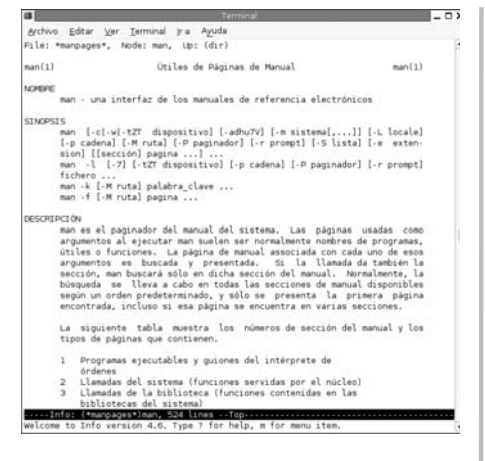 Terminal
Archivo Editar Ver Terminal Ir a Ayuda
File: *manpages*, Node: man, Up: (dir)
man(1) Útiles de Páginas de Manual man(1)
NOMBRE
man - una interfaz de los manuales de referencia electrónicos
SINOPSIS
man [-c|-w|-tZT dispositivo] [-adhu7V] [-m sistema[,...]] [-L locale]
[-p cadena] [-M ruta] [-P paginador] [-r prompt] [-S lista] [-e exten-
sion] [[sección] pagina ...] ...
man -l [-7] [-tZT dispositivo] [-p cadena] [-P paginador] [-r prompt]
fichero ...
man -k [-M ruta] palabra_clave ...
man -f [-M ruta] pagina ...
DESCRIPCIÓN
man es el paginador del manual del sistema. Las páginas usadas como
argumentos al ejecutar man suelen ser normalmente nombres de programas,
útiles o funciones. La página de manual associada con cada uno de esos
argumentos es buscada y presentada. Si la llamada da también la
sección, man buscará sólo en dicha sección del manual. Normalmente, la
búsqueda se lleva a cabo en todas las secciones de manual disponibles
según un orden predeterminado, y sólo se presenta la primera página
encontrada, incluso si esa página se encuentra en varias secciones.
La siguiente tabla muestra los números de sección del manual y los
tipos de páginas que contienen.
1 Programas ejecutables y guiones del intérprete de
órdenes
2 Llamadas del sistema (funciones servidas por el núcleo)
3 Llamadas de la biblioteca (funciones contenidas en las
bibliotecas del sistema)
-----Info: (*manpages*)man, 524 lines --Top-----
Welcome to Info version 4.6. Type ? for help, m for menu item.